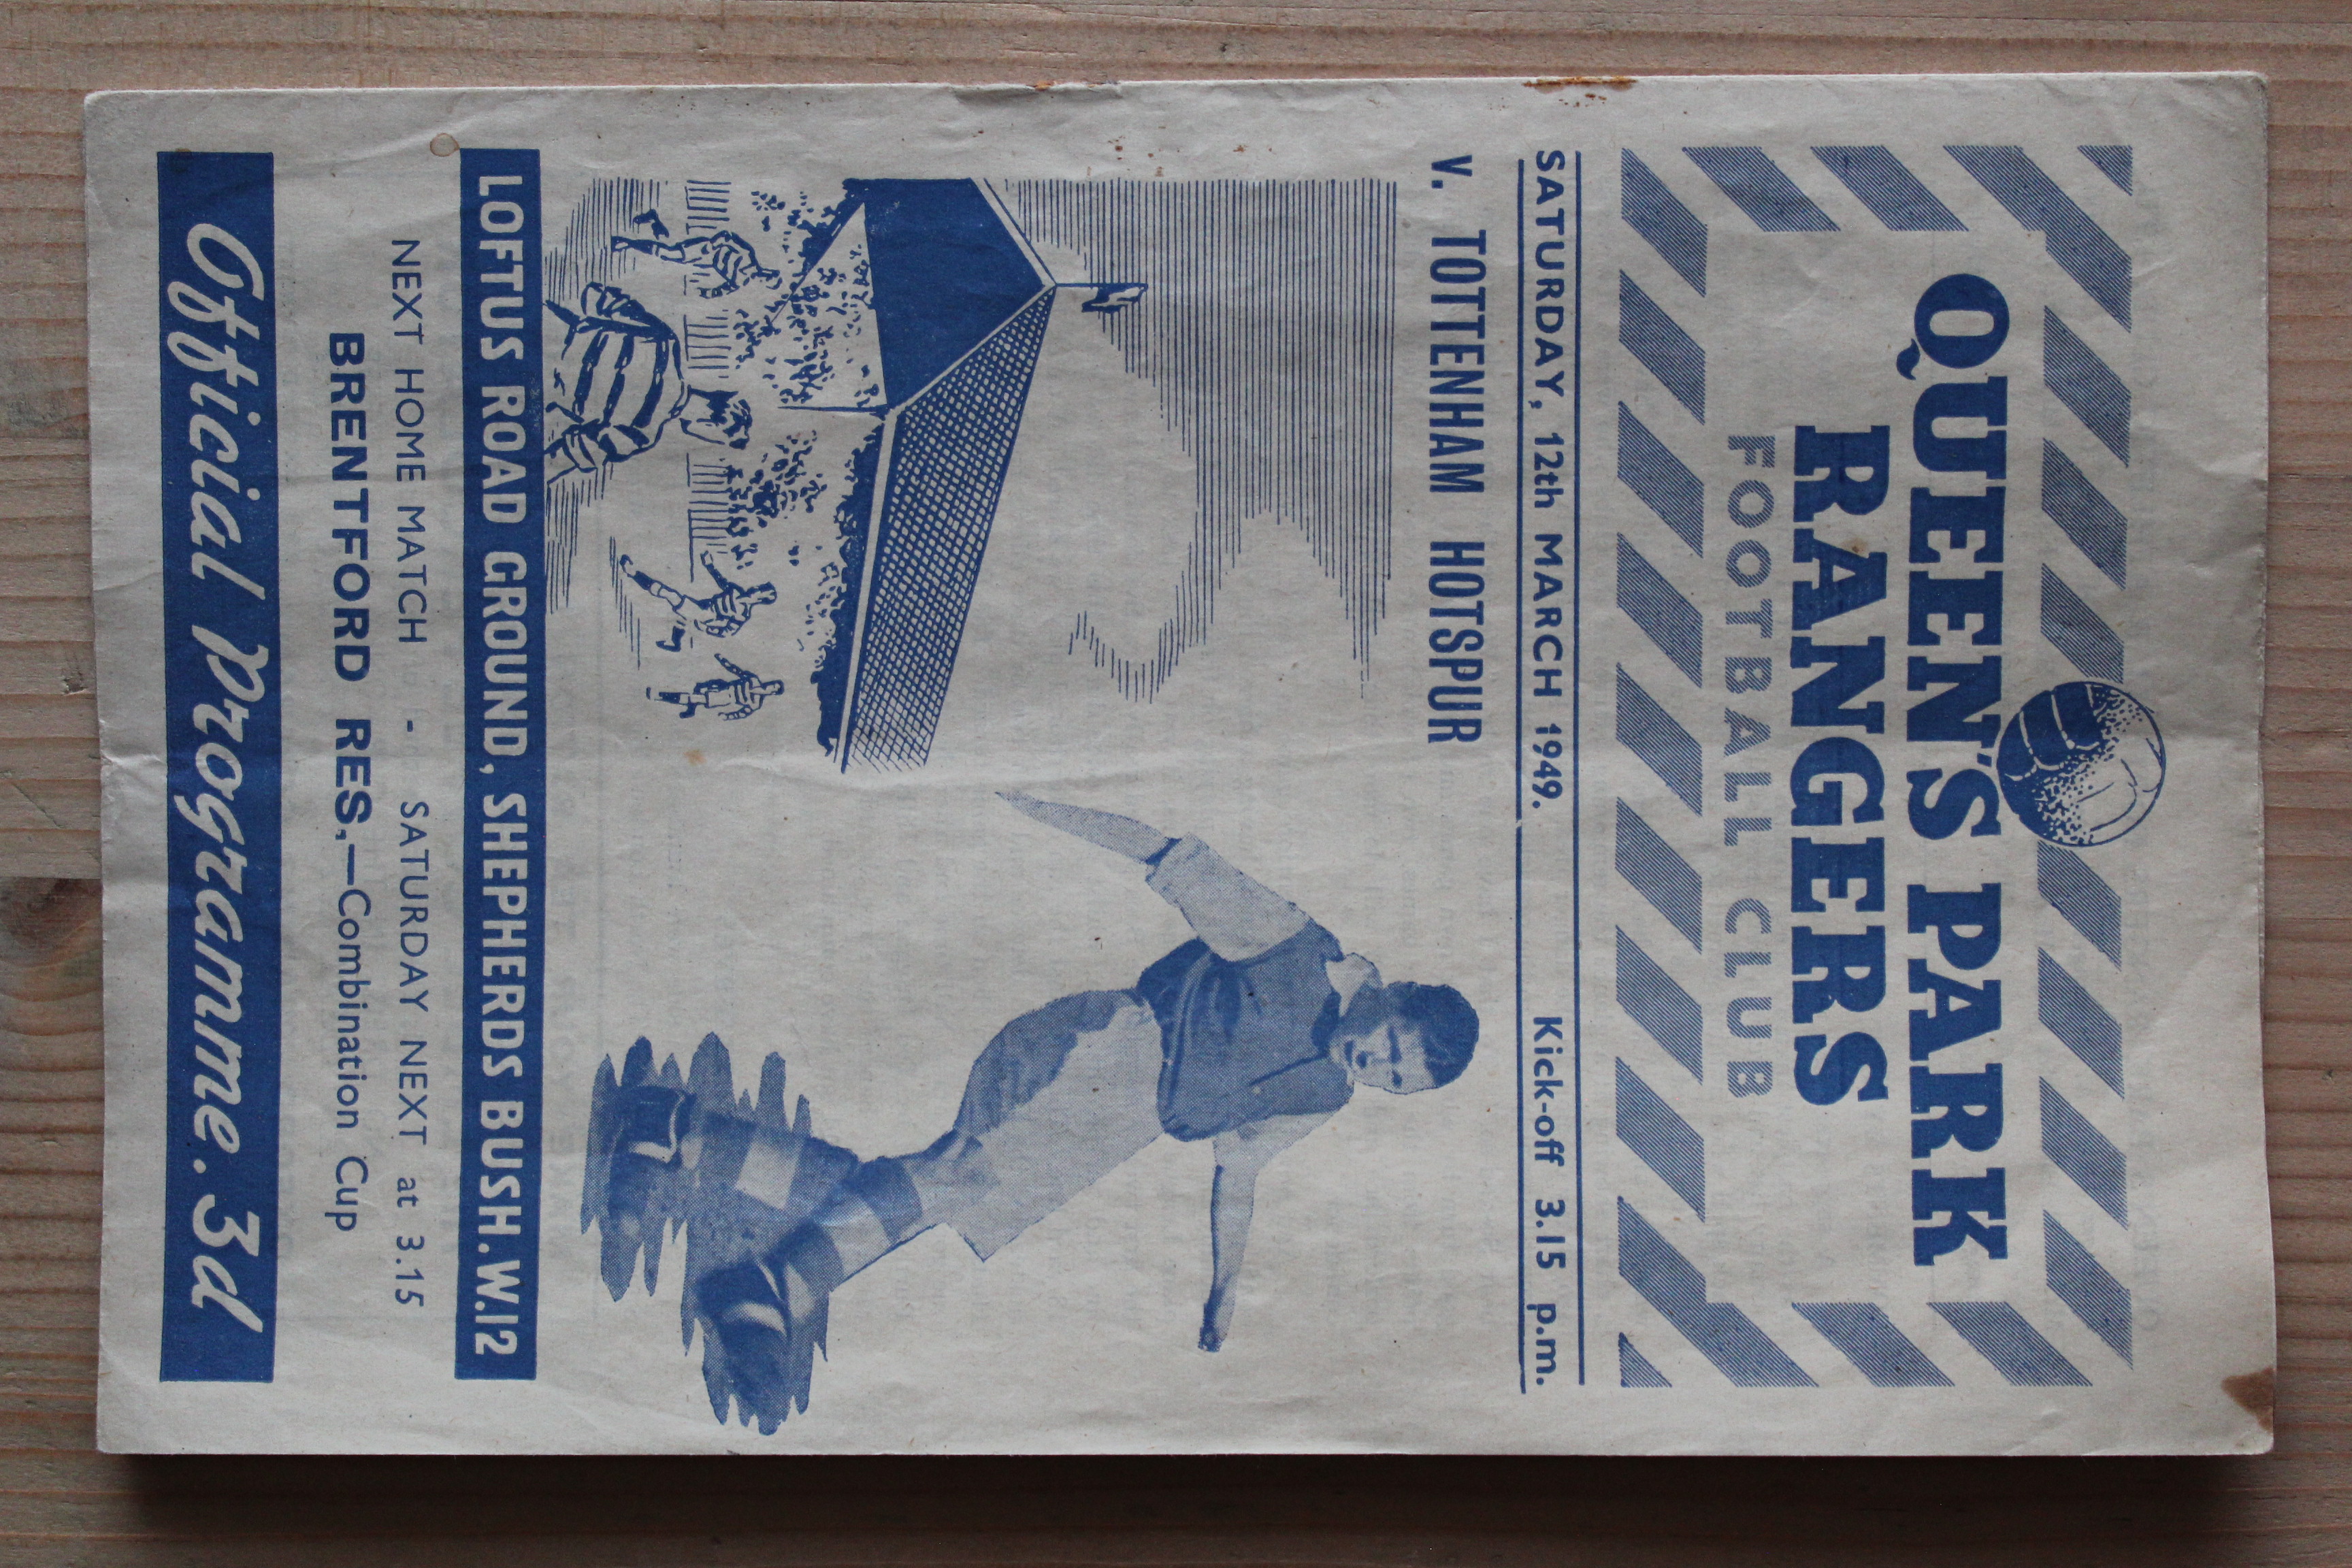 QUEEN'S PARK
RANGERS
FOOTBALL CLUB
SATURDAY, 12th MARCH 1949. Kick-off 3.15 p.m.
v. TOTTENHAM HOTSPUR
LOFTUS ROAD GROUND, SHEPHERDS BUSH. W.12
NEXT HOME MATCH - SATURDAY NEXT at 3.15
BRENTFORD RES.—Combination Cup
Official Programme. 3d